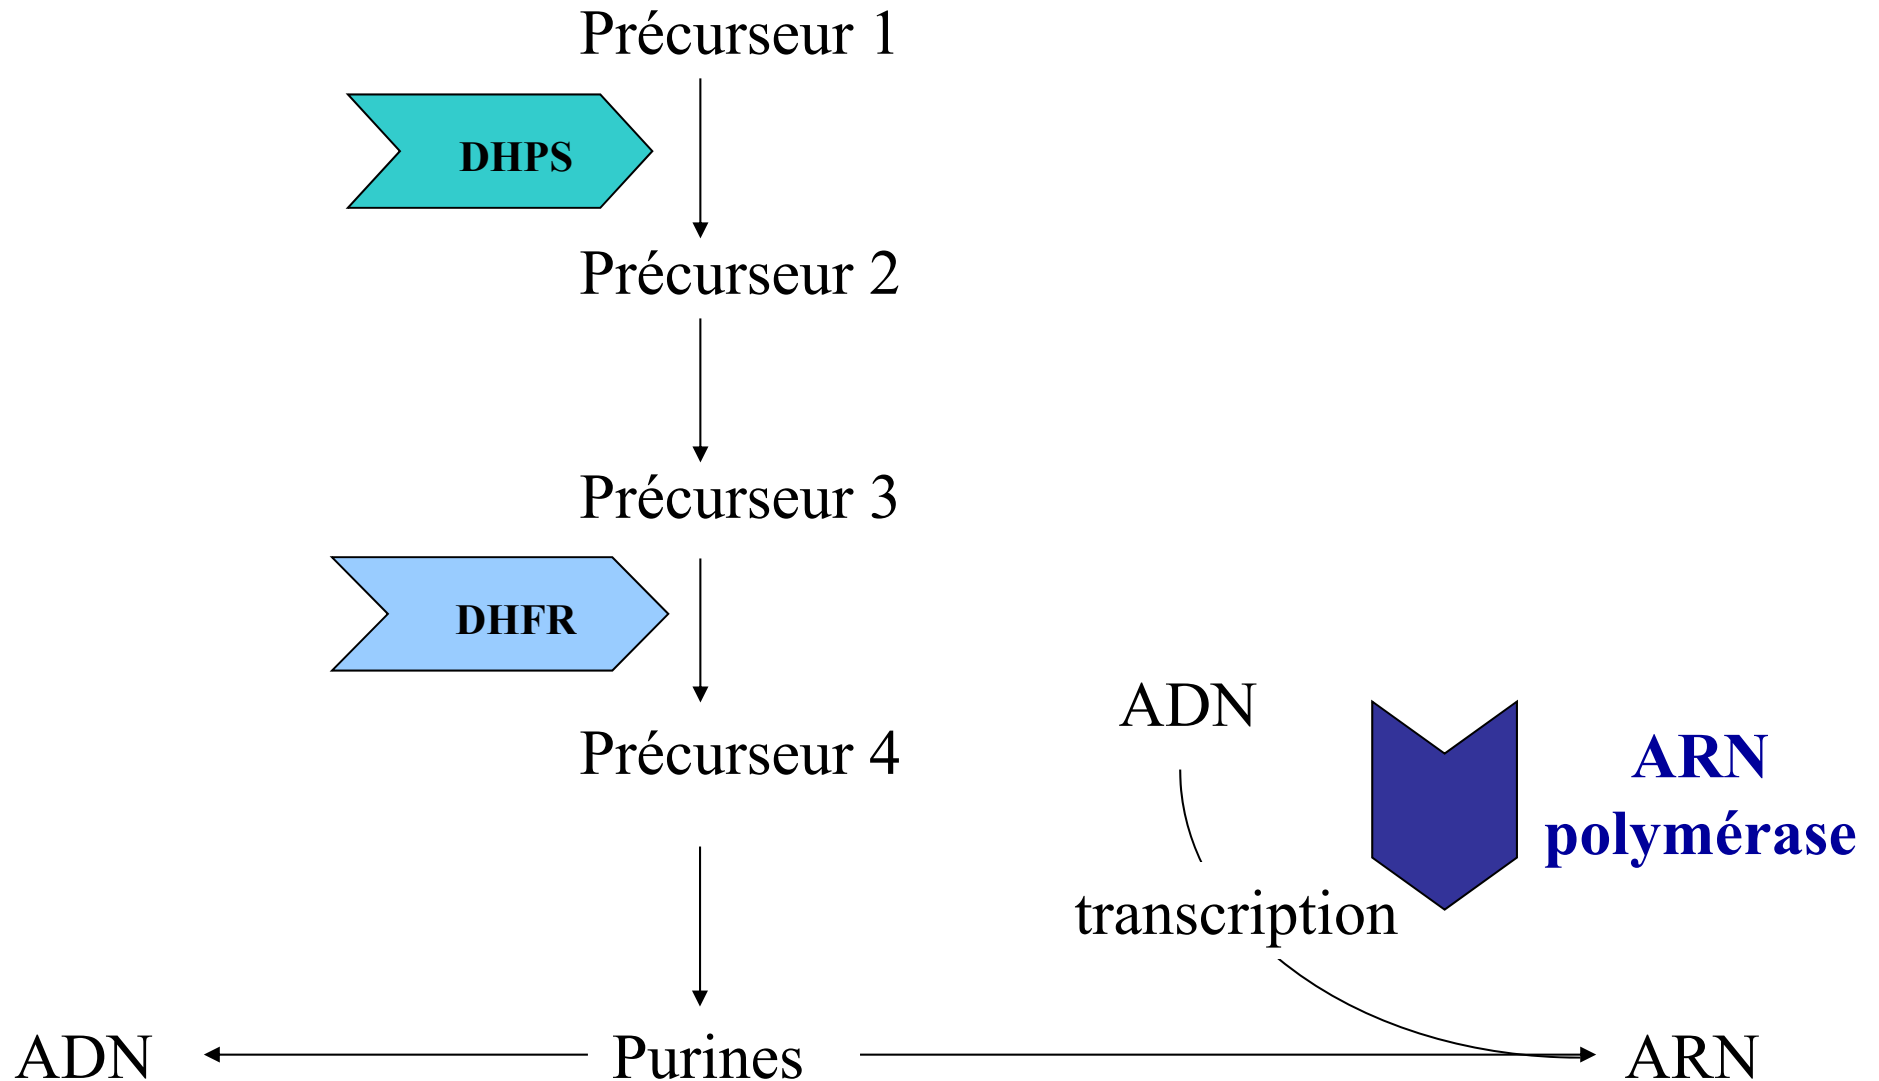 Précurseur 1
DHPS
Précurseur 2
Précurseur 3
DHFR
Précurseur 4
ADN
ARN
polymérase
transcription
ADN
Purines
ARN